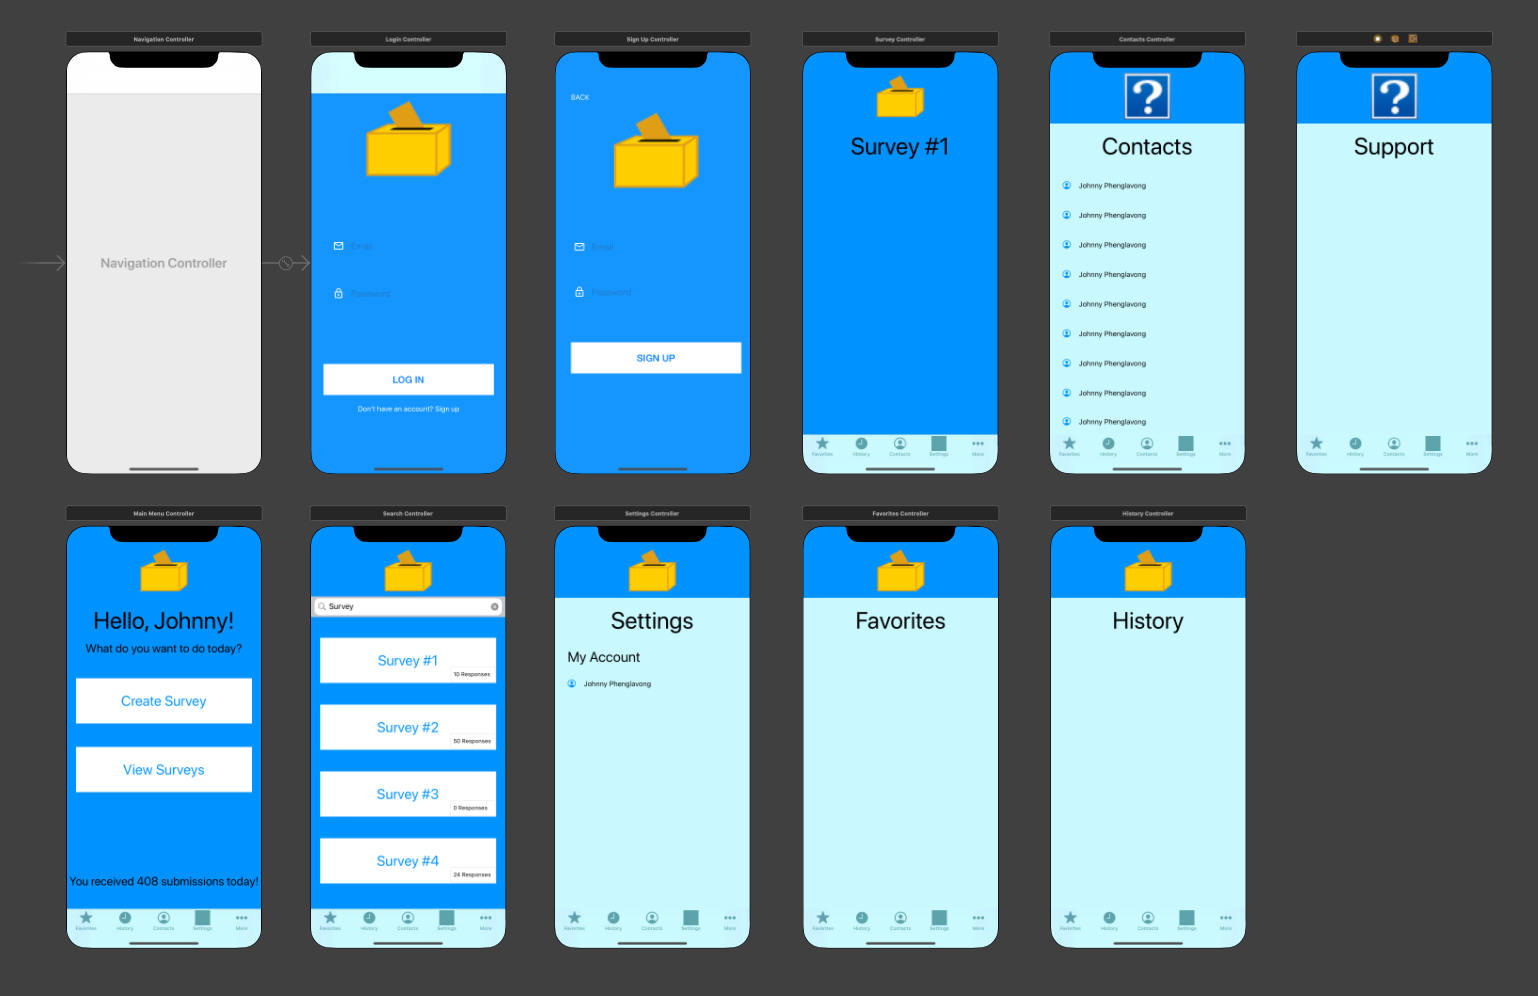 Navigation Controller
Navigation Controller
Login Controller
Email
Password
LOG IN
Don't have an account? Sign up
Sign Up Controller
BACK
Email
Password
SIGN UP
Survey Controller
Survey #1
Favorites History Contacts Settings More
Contacts Controller
?
Contacts
Johnny Phenglavong
Johnny Phenglavong
Johnny Phenglavong
Johnny Phenglavong
Johnny Phenglavong
Johnny Phenglavong
Johnny Phenglavong
Johnny Phenglavong
Johnny Phenglavong
Favorites History Contacts Settings More
?
Support
Favorites History Contacts Settings More
Main Menu Controller
Hello, Johnny!
What do you want to do today?
Create Survey
View Surveys
You received 408 submissions today!
Favorites History Contacts Settings More
Search Controller
Survey
Survey #1
10 Responses
Survey #2
50 Responses
Survey #3
0 Responses
Survey #4
24 Responses
Favorites History Contacts Settings More
Settings Controller
Settings
My Account
Johnny Phenglavong
Favorites History Contacts Settings More
Favorites Controller
Favorites
Favorites History Contacts Settings More
History Controller
History
Favorites History Contacts Settings More